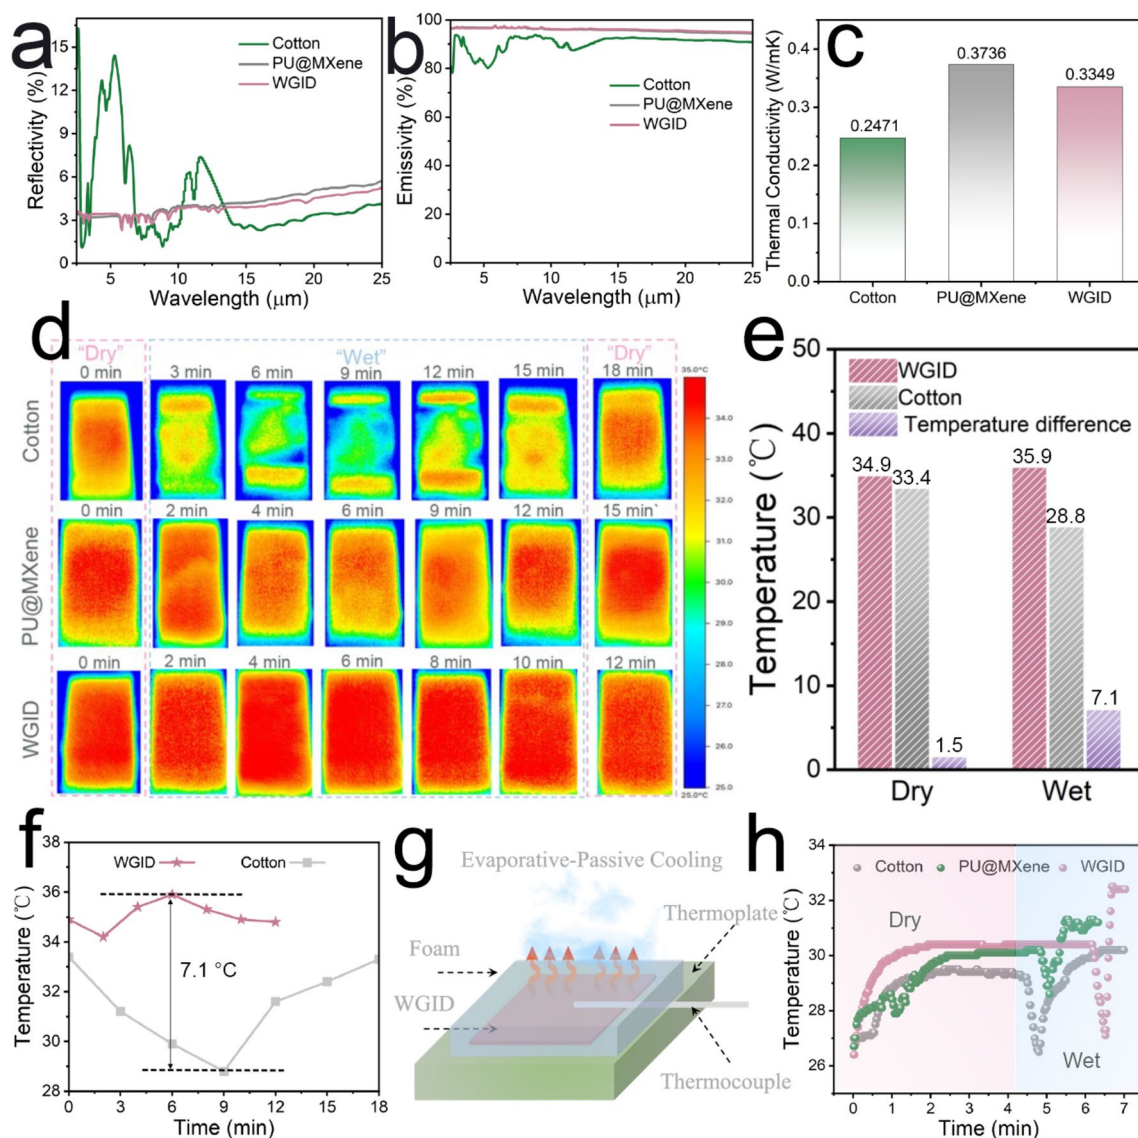 a
Reflectivity (%)
15
12
9
6
3
0
Cotton
PU@MXene
WGID
5
10
15
20
25
Wavelength (μm)
b
Emissivity (%)
100
80
60
40
20
0
Cotton
PU@MXene
WGID
5
10
15
20
25
Wavelength (μm)
c
Thermal Conductivity (W/mK)
0.4
0.3
0.2
0.1
0.0
0.2471
0.3736
0.3349
Cotton
PU@MXene
WGID
d
“Dry”
“Wet”
“Dry”
Cotton
0 min
3 min
6 min
9 min
12 min
15 min
18 min
PU@MXene
0 min
2 min
4 min
6 min
9 min
12 min
15 min`
WGID
0 min
2 min
4 min
6 min
8 min
10 min
12 min
35.0°C
34.0
33.0
32.0
31.0
30.0
29.0
28.0
27.0
26.0
25.0
25.0°C
e
Temperature (℃)
50
40
30
20
10
0
WGID
Cotton
Temperature difference
34.9
33.4
1.5
35.9
28.8
7.1
Dry
Wet
f
Temperature (℃)
38
36
34
32
30
28
WGID
Cotton
7.1 °C
0
3
6
9
12
15
18
Time (min)
g
Evaporative-Passive Cooling
Foam
Thermoplate
WGID
Thermocouple
h
Temperature (℃)
34
32
30
28
26
Cotton
PU@MXene
WGID
Dry
Wet
0
1
2
3
4
5
6
7
Time (min)